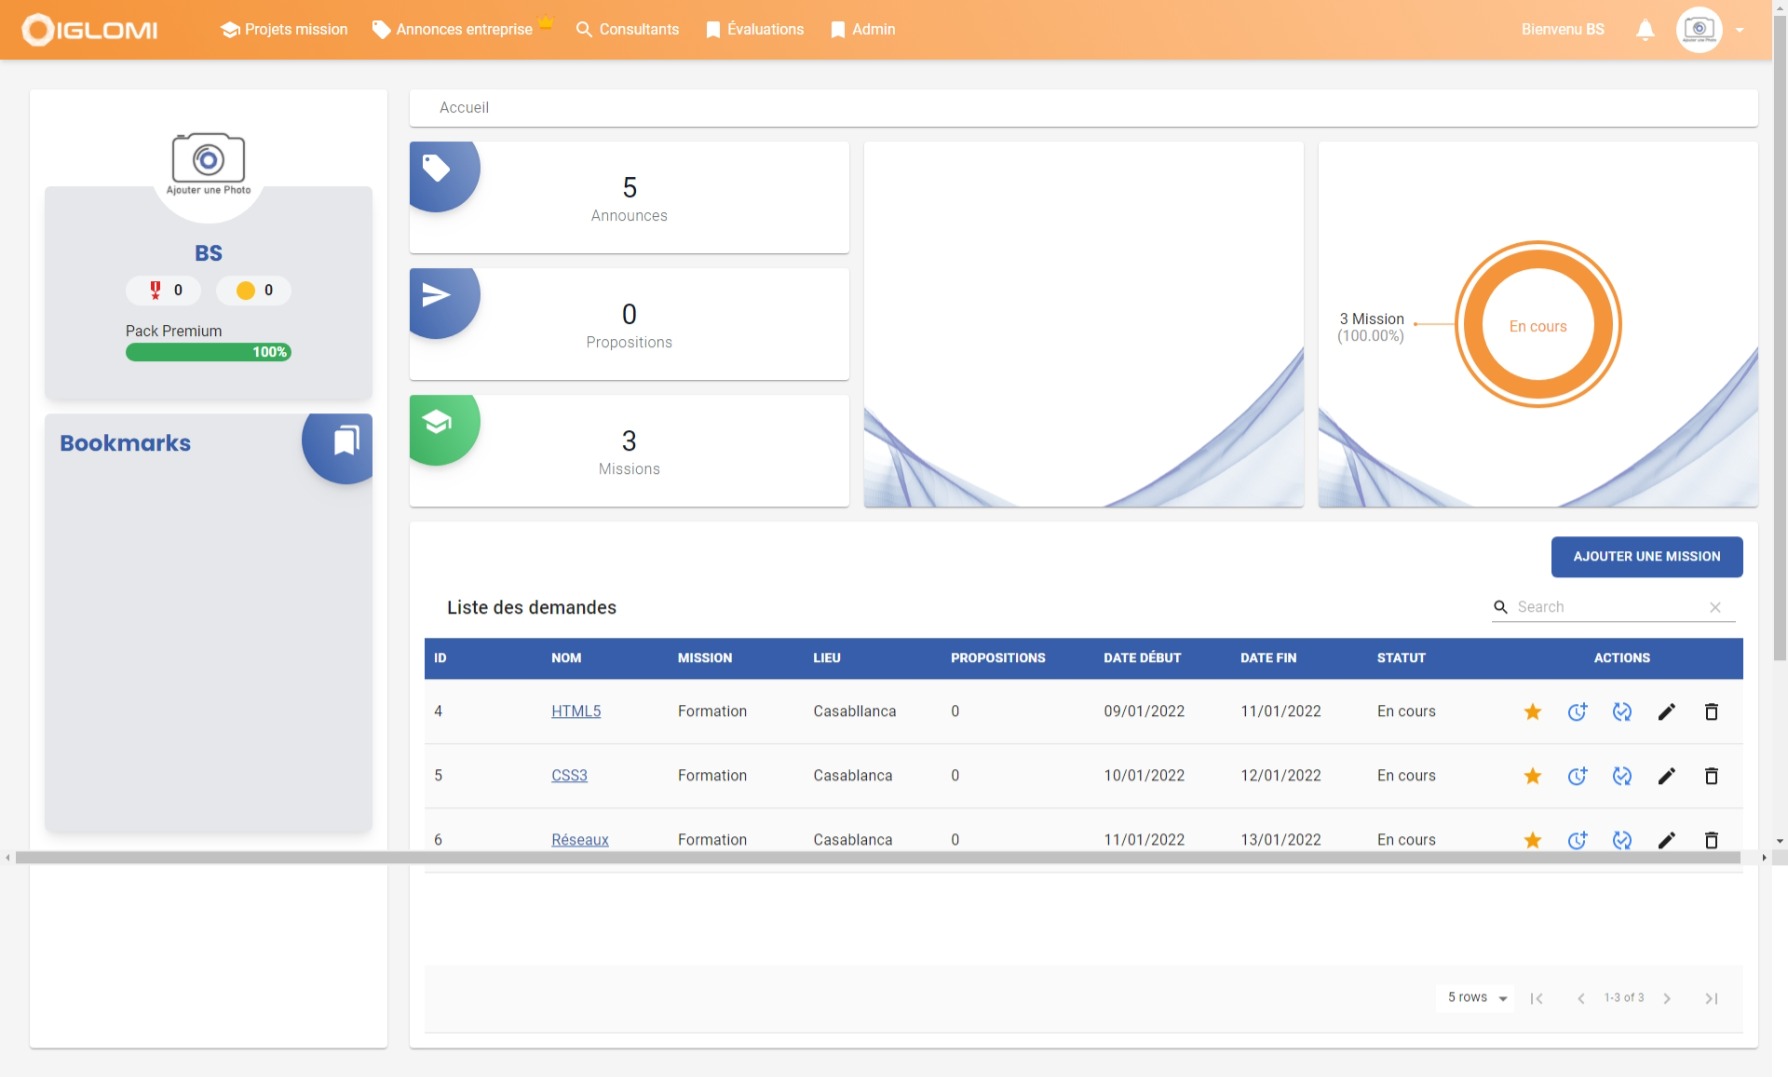 IGLOMI
Projets mission
Annonces entreprise
Consultants
Évaluations
Admin
Bienvenu BS
Ajouter une Photo
BS
0
0
Pack Premium
100%
Bookmarks
Accueil
5
Announces
0
Propositions
3
Missions
3 Mission
(100.00%)
En cours
AJOUTER UNE MISSION
Liste des demandes
Search
ID NOM MISSION LIEU PROPOSITIONS DATE DÉBUT DATE FIN STATUT ACTIONS
4 HTML5 Formation Casabllanca 0 09/01/2022 11/01/2022 En cours
5 CSS3 Formation Casablanca 0 10/01/2022 12/01/2022 En cours
6 Réseaux Formation Casablanca 0 11/01/2022 13/01/2022 En cours
5 rows
1-3 of 3